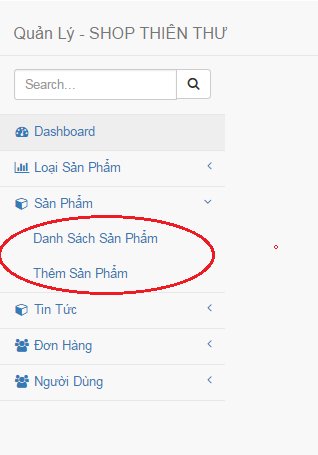 Quản Lý - SHOP THIÊN THƯ
Search...
Dashboard
Loại Sản Phẩm
Sản Phẩm
Danh Sách Sản Phẩm
Thêm Sản Phẩm
Tin Tức
Đơn Hàng
Người Dùng